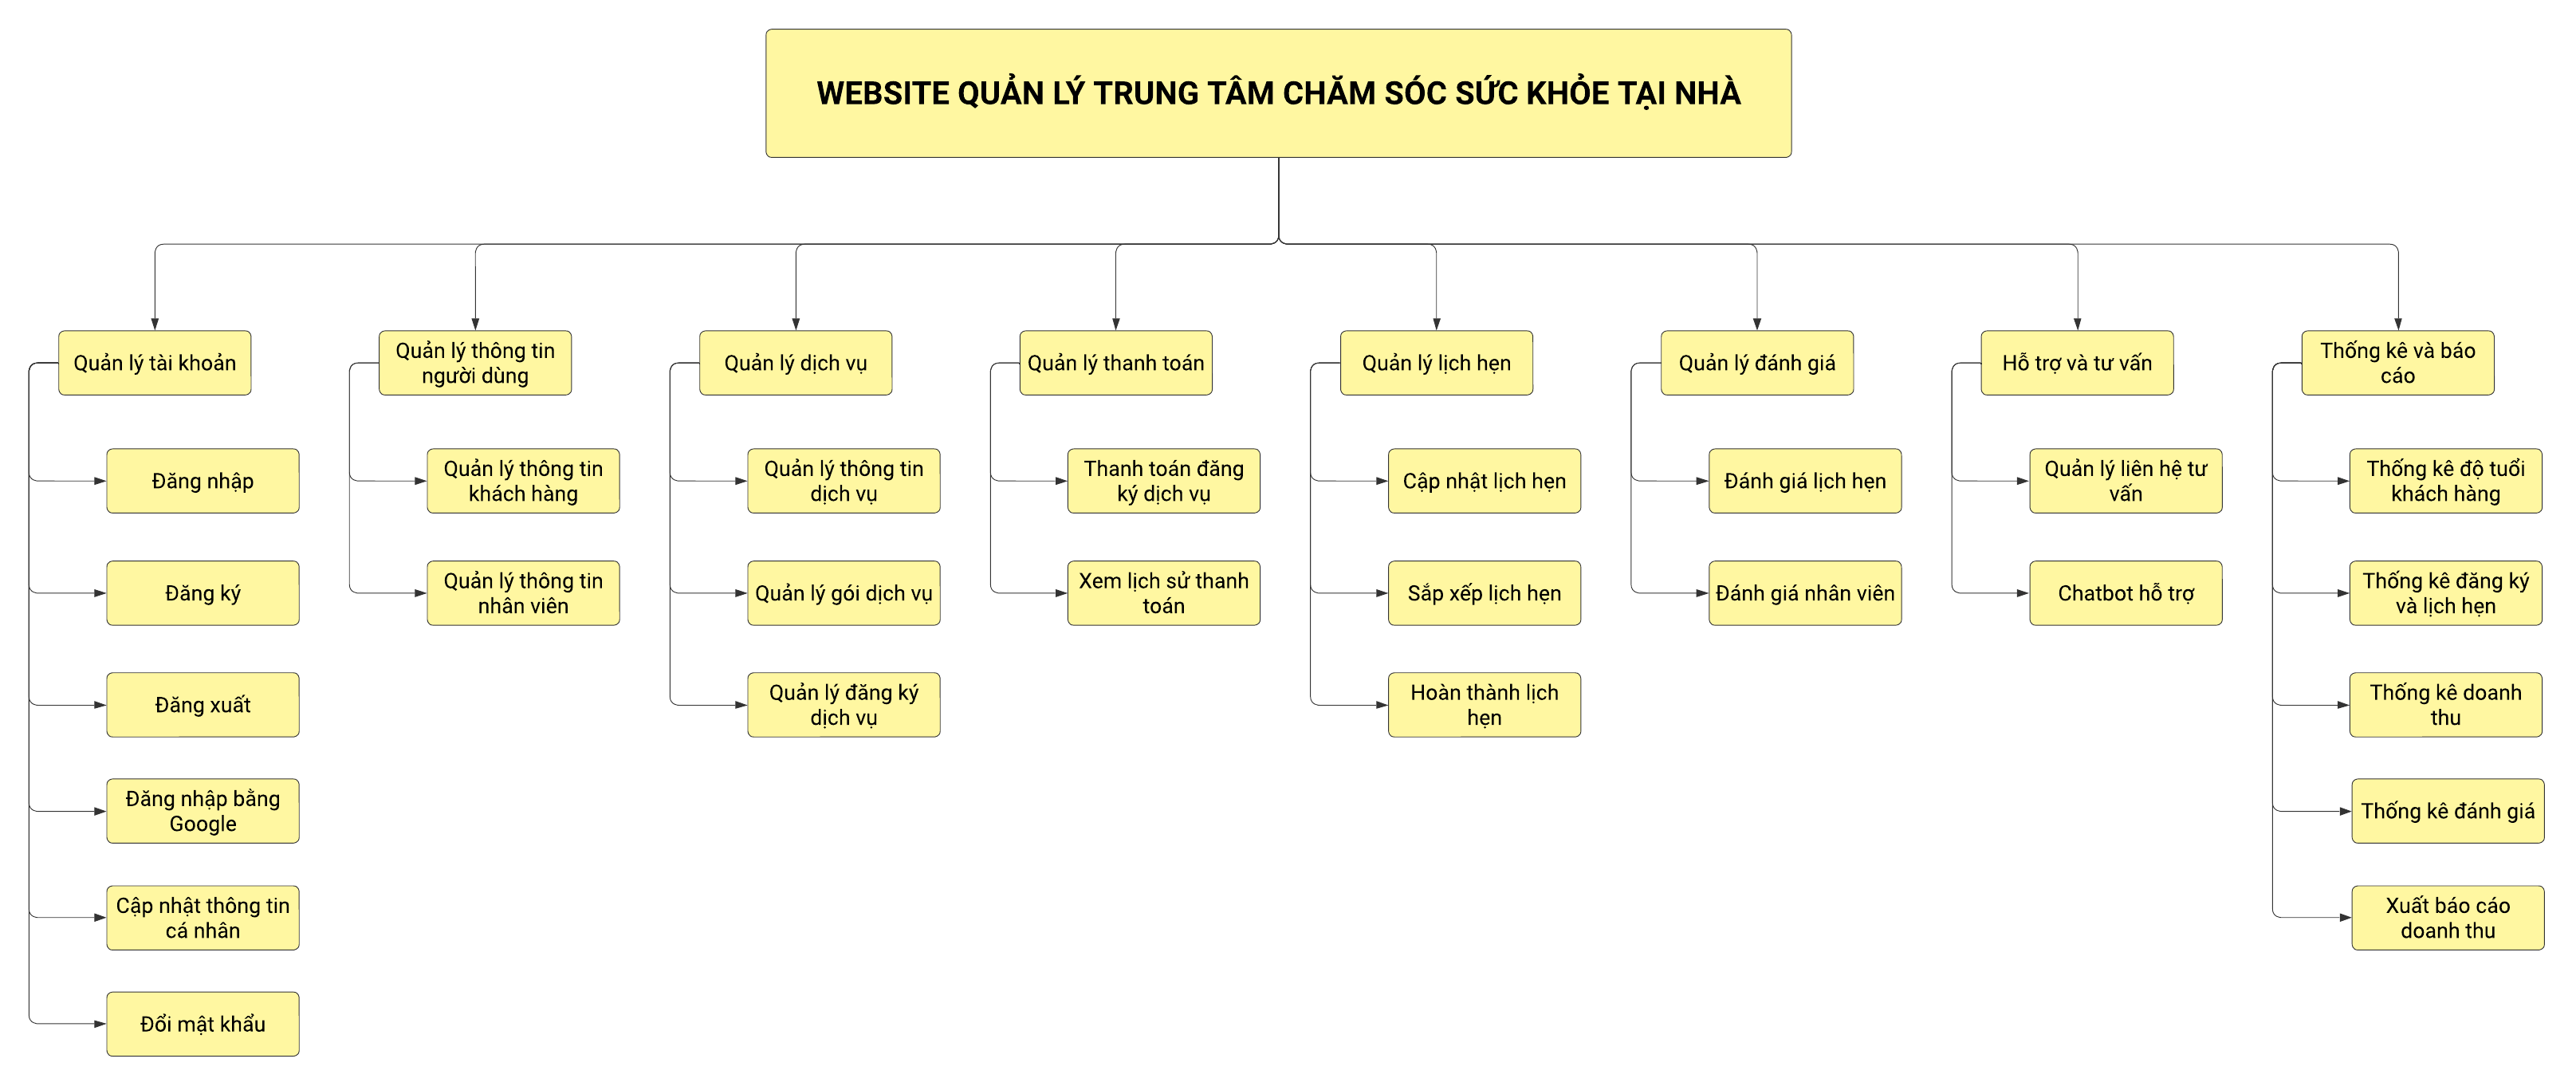 WEBSITE QUẢN LÝ TRUNG TÂM CHĂM SÓC SỨC KHỎE TẠI NHÀ
Quản lý tài khoản
Đăng nhập
Đăng ký
Đăng xuất
Đăng nhập bằng
Google
Cập nhật thông tin
cá nhân
Đổi mật khẩu
Quản lý thông tin
người dùng
Quản lý thông tin
khách hàng
Quản lý thông tin
nhân viên
Quản lý dịch vụ
Quản lý thông tin
dịch vụ
Quản lý gói dịch vụ
Quản lý đăng ký
dịch vụ
Quản lý thanh toán
Thanh toán đăng
ký dịch vụ
Xem lịch sử thanh
toán
Quản lý lịch hẹn
Cập nhật lịch hẹn
Sắp xếp lịch hẹn
Hoàn thành lịch
hẹn
Quản lý đánh giá
Đánh giá lịch hẹn
Đánh giá nhân viên
Hỗ trợ và tư vấn
Quản lý liên hệ tư
vấn
Chatbot hỗ trợ
Thống kê và báo
cáo
Thống kê độ tuổi
khách hàng
Thống kê đăng ký
và lịch hẹn
Thống kê doanh
thu
Thống kê đánh giá
Xuất báo cáo
doanh thu